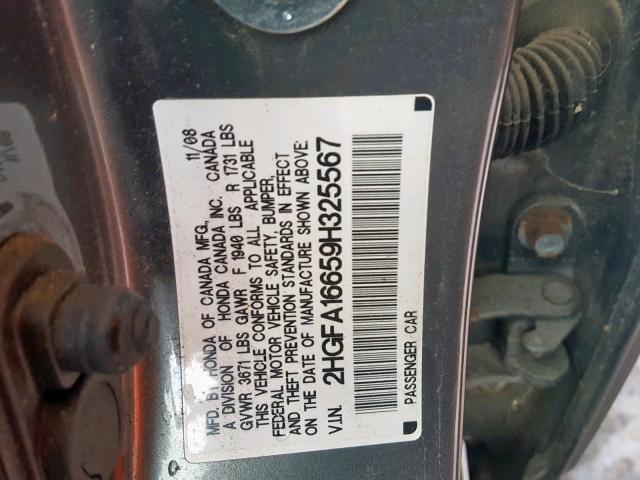 MFD. BY HONDA OF CANADA MFG., 11/08
A DIVISION OF HONDA CANADA INC. CANADA
GVWR 3671 LBS GAWR F 1940 LBS R 1731 LBS
THIS VEHICLE CONFORMS TO ALL APPLICABLE
FEDERAL MOTOR VEHICLE SAFETY, BUMPER,
AND THEFT PREVENTION STANDARDS IN EFFECT
ON THE DATE OF MANUFACTURE SHOWN ABOVE:
V.I.N. 2HGFA16659H325567
PASSENGER CAR